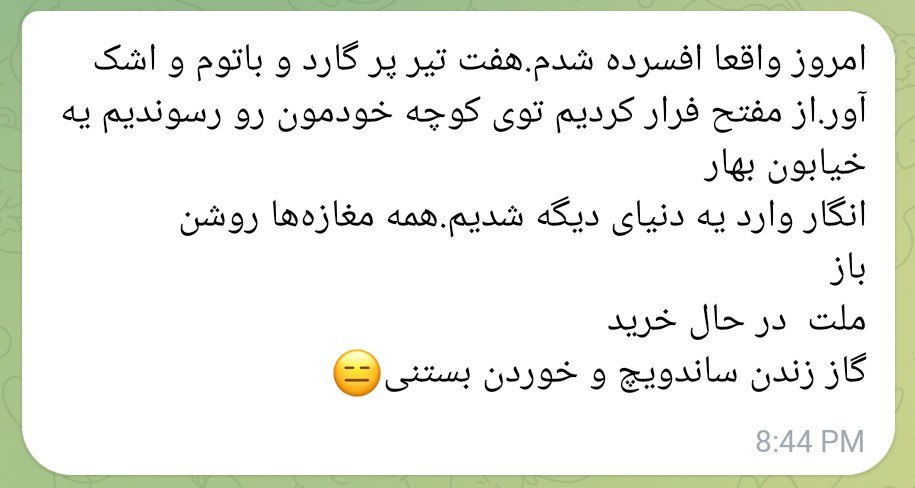 امروز واقعا افسرده شدم.هفت تیر پر گارد و باتوم و اشک
آور.از مفتح فرار کردیم توی کوچه خودمون رو رسوندیم یه
خیابون بهار
انگار وارد یه دنیای دیگه شدیم.همه مغازه‌ها روشن
باز
ملت  در حال خرید
گاز زندن ساندویچ و خوردن بستنی😑
8:44 PM